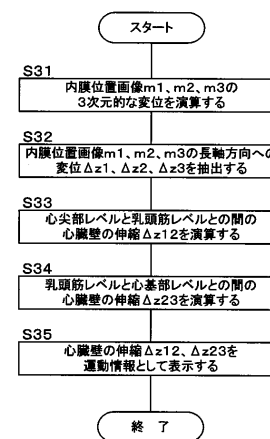 スタート
S31
内膜位置画像m1、m2、m3の
3次元的な変位を演算する
S32
内膜位置画像m1、m2、m3の長軸方向への
変位Δz1、Δz2、Δz3を抽出する
S33
心尖部レベルと乳頭筋レベルとの間の
心臓壁の伸縮Δz12を演算する
S34
乳頭筋レベルと心基部レベルとの間の
心臓壁の伸縮Δz23を演算する
S35
心臓壁の伸縮Δz12、Δz23を
運動情報として表示する
終 了